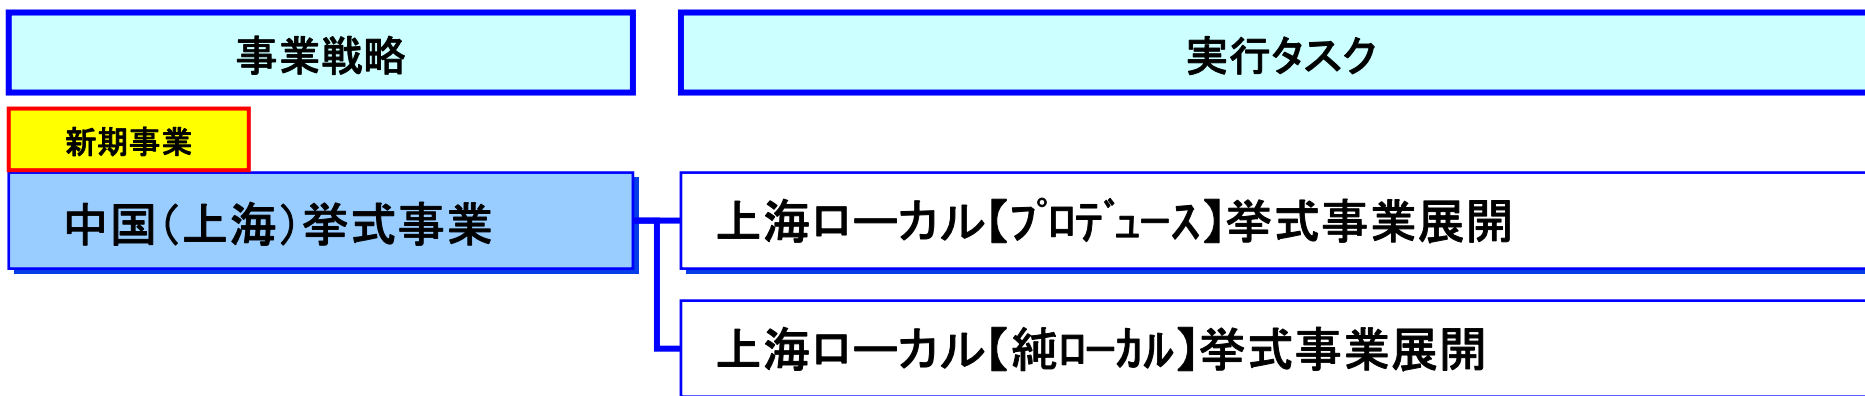 事業戦略
実行タスク
新期事業
中国（上海）挙式事業
上海ローカル【ﾌﾟﾛﾃﾞｭｰｽ】挙式事業展開
上海ローカル【純ﾛｰｶﾙ】挙式事業展開